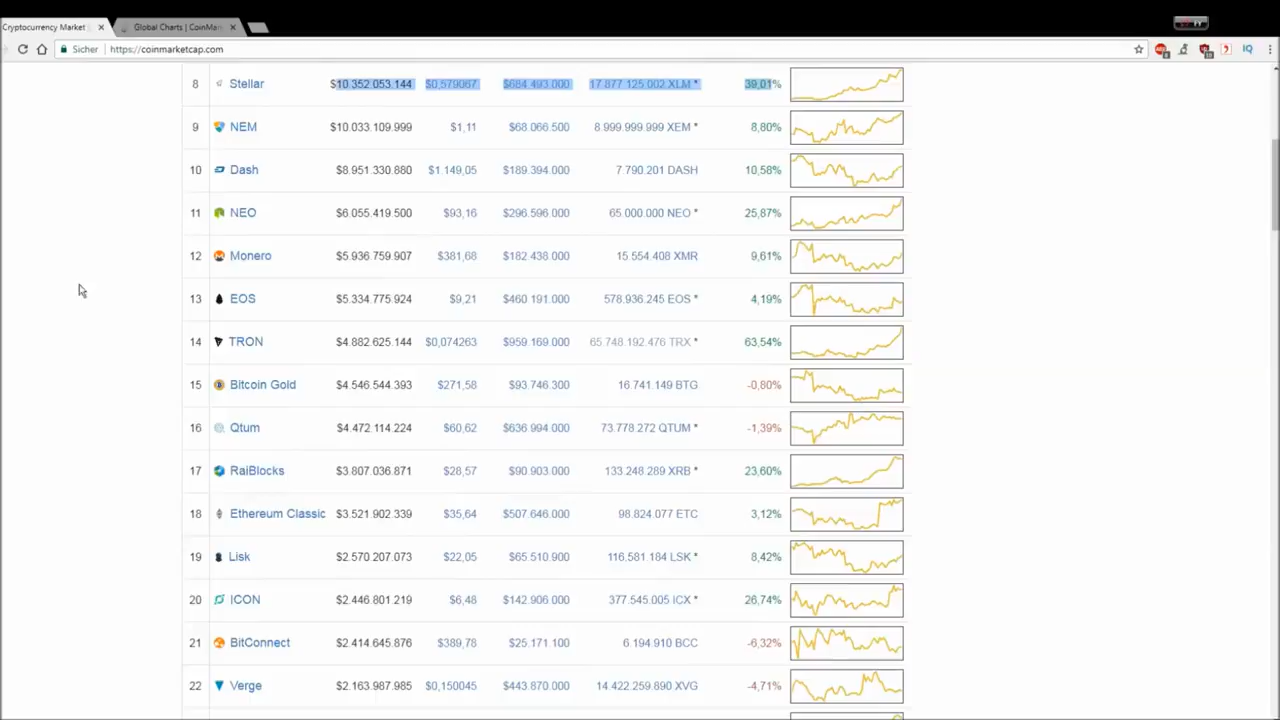 Cryptocurrency Market
Global Charts | CoinMar
Sicher https://coinmarketcap.com
8 Stellar $10 352 053 144 $0,579067 $684 493 000 17 877 125 002 XLM * 39,01%
9 NEM $10 033 109 999 $1,11 $68 066 500 8 999 999 999 XEM * 8,80%
10 Dash $8 951 330 880 $1 149,05 $189 394 000 7 790 201 DASH 10,58%
11 NEO $6 055 419 500 $93,16 $296 596 000 65 000 000 NEO * 25,87%
12 Monero $5 936 759 907 $381,68 $182 438 000 15 554 408 XMR 9,61%
13 EOS $5 334 775 924 $9,21 $460 191 000 578 936 245 EOS * 4,19%
14 TRON $4 882 625 144 $0,074263 $959 169 000 65 748 192 476 TRX * 63,54%
15 Bitcoin Gold $4 546 544 393 $271,58 $93 746 300 16 741 149 BTG -0,80%
16 Qtum $4 472 114 224 $60,62 $636 994 000 73 778 272 QTUM * -1,39%
17 RaiBlocks $3 807 036 871 $28,57 $90 903 000 133 248 289 XRB * 23,60%
18 Ethereum Classic $3 521 902 339 $35,64 $507 646 000 98 824 077 ETC 3,12%
19 Lisk $2 570 207 073 $22,05 $65 510 900 116 581 184 LSK * 8,42%
20 ICON $2 446 801 219 $6,48 $142 906 000 377 545 005 ICX * 26,74%
21 BitConnect $2 414 645 876 $389,78 $25 171 100 6 194 910 BCC -6,32%
22 Verge $2 163 987 985 $0,150045 $443 870 000 14 422 259 890 XVG -4,71%